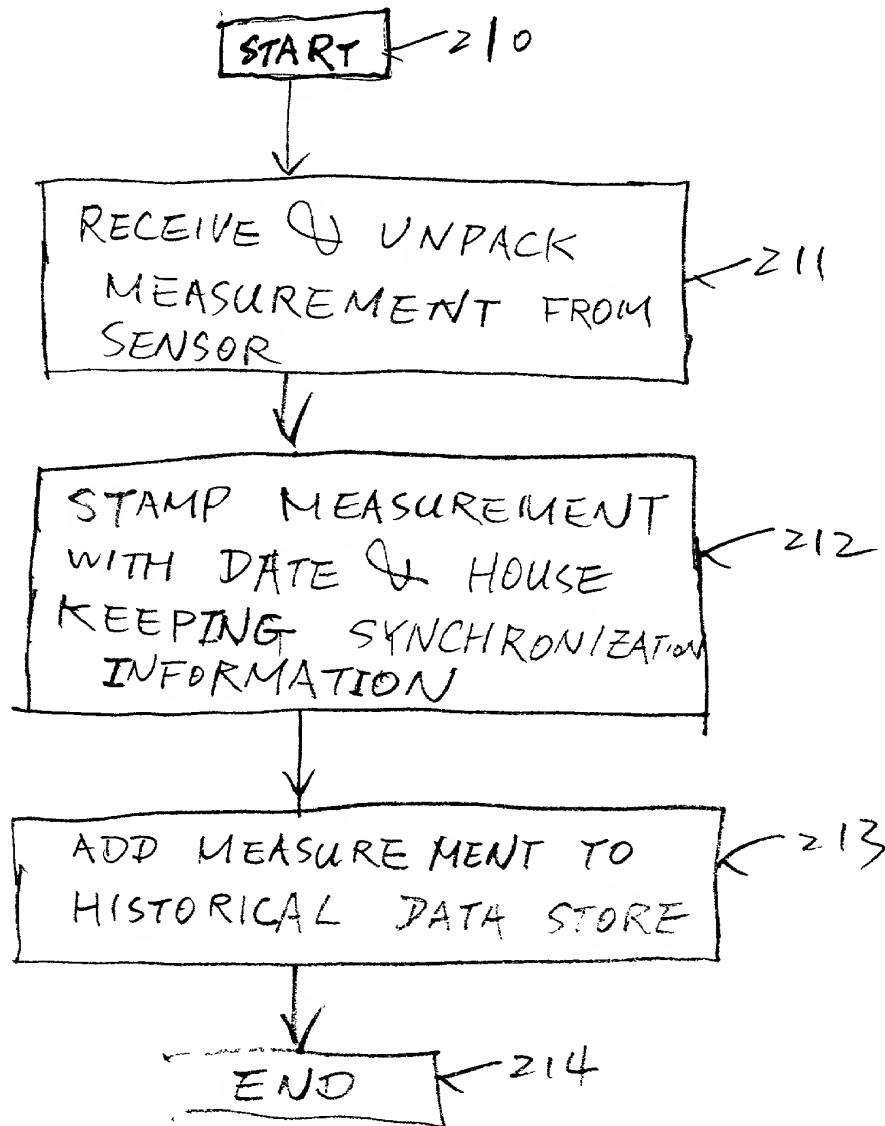 START 210
RECEIVE & UNPACK
MEASUREMENT FROM
SENSOR
211
STAMP MEASUREMENT
WITH DATE & HOUSE
KEEPING SYNCHRONIZATION
INFORMATION
212
ADD MEASUREMENT TO
HISTORICAL DATA STORE
213
END 214